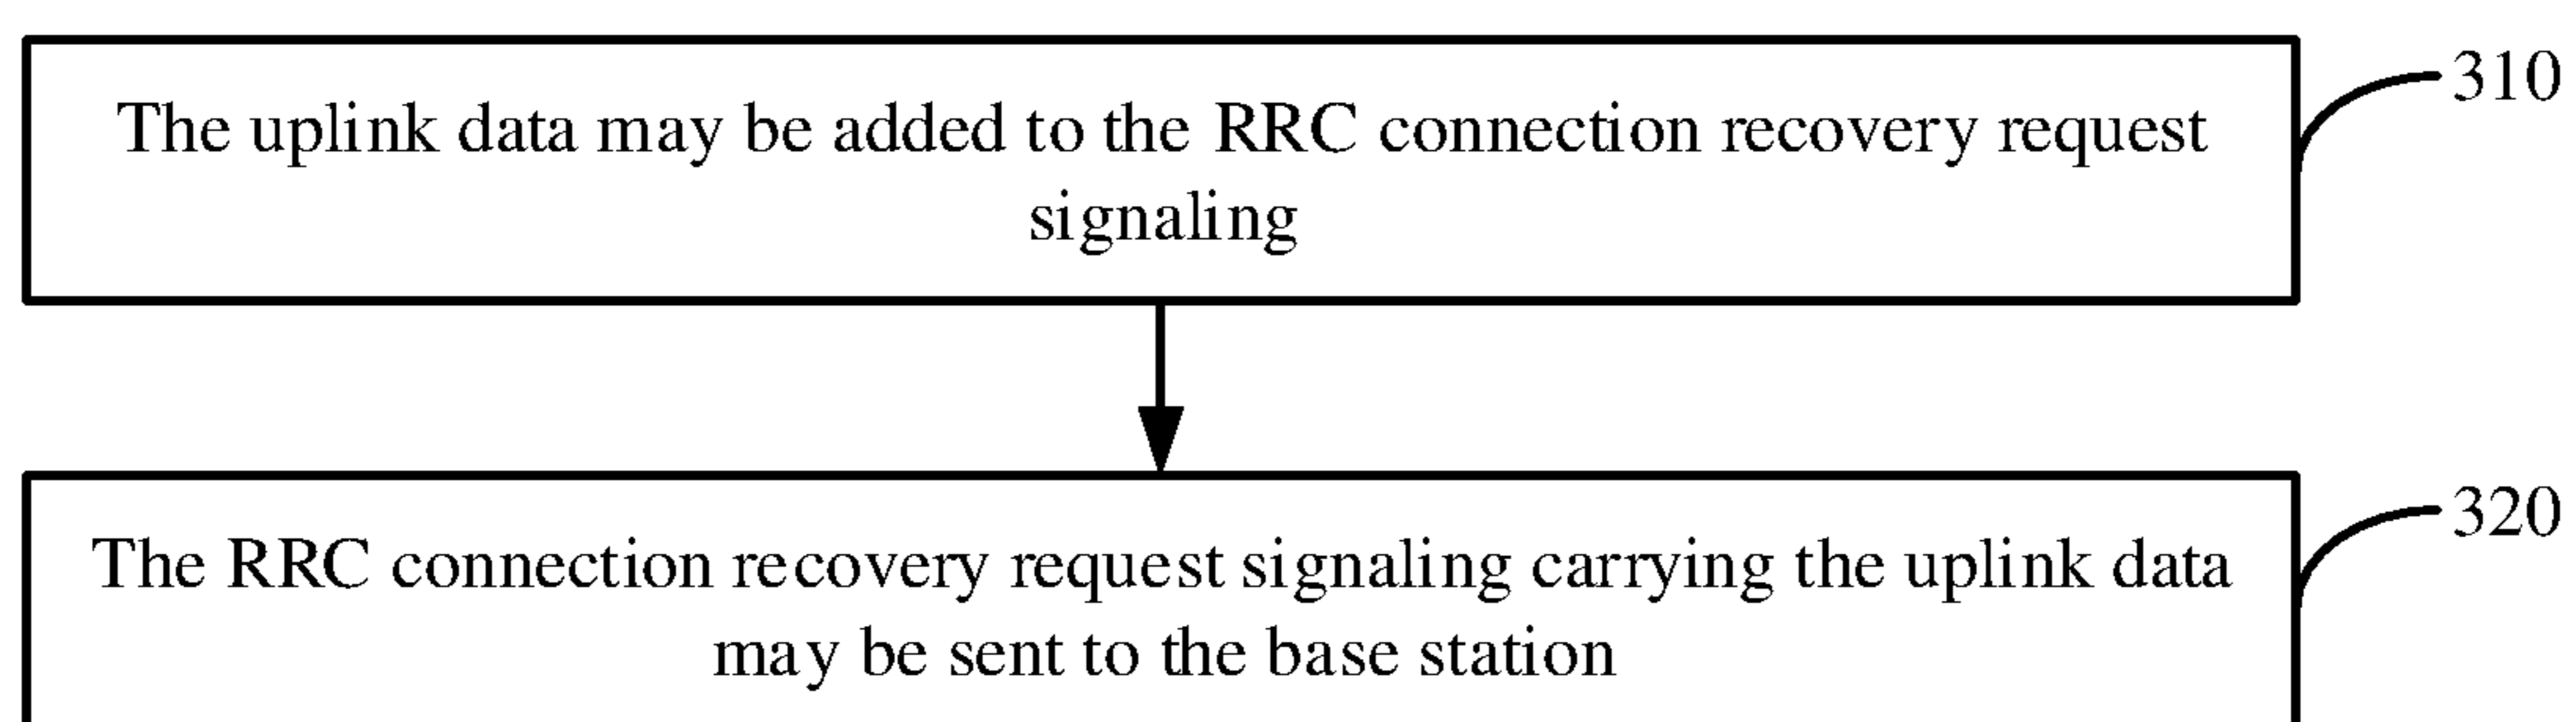 310
The uplink data may be added to the RRC connection recovery request
signaling
320
The RRC connection recovery request signaling carrying the uplink data
may be sent to the base station